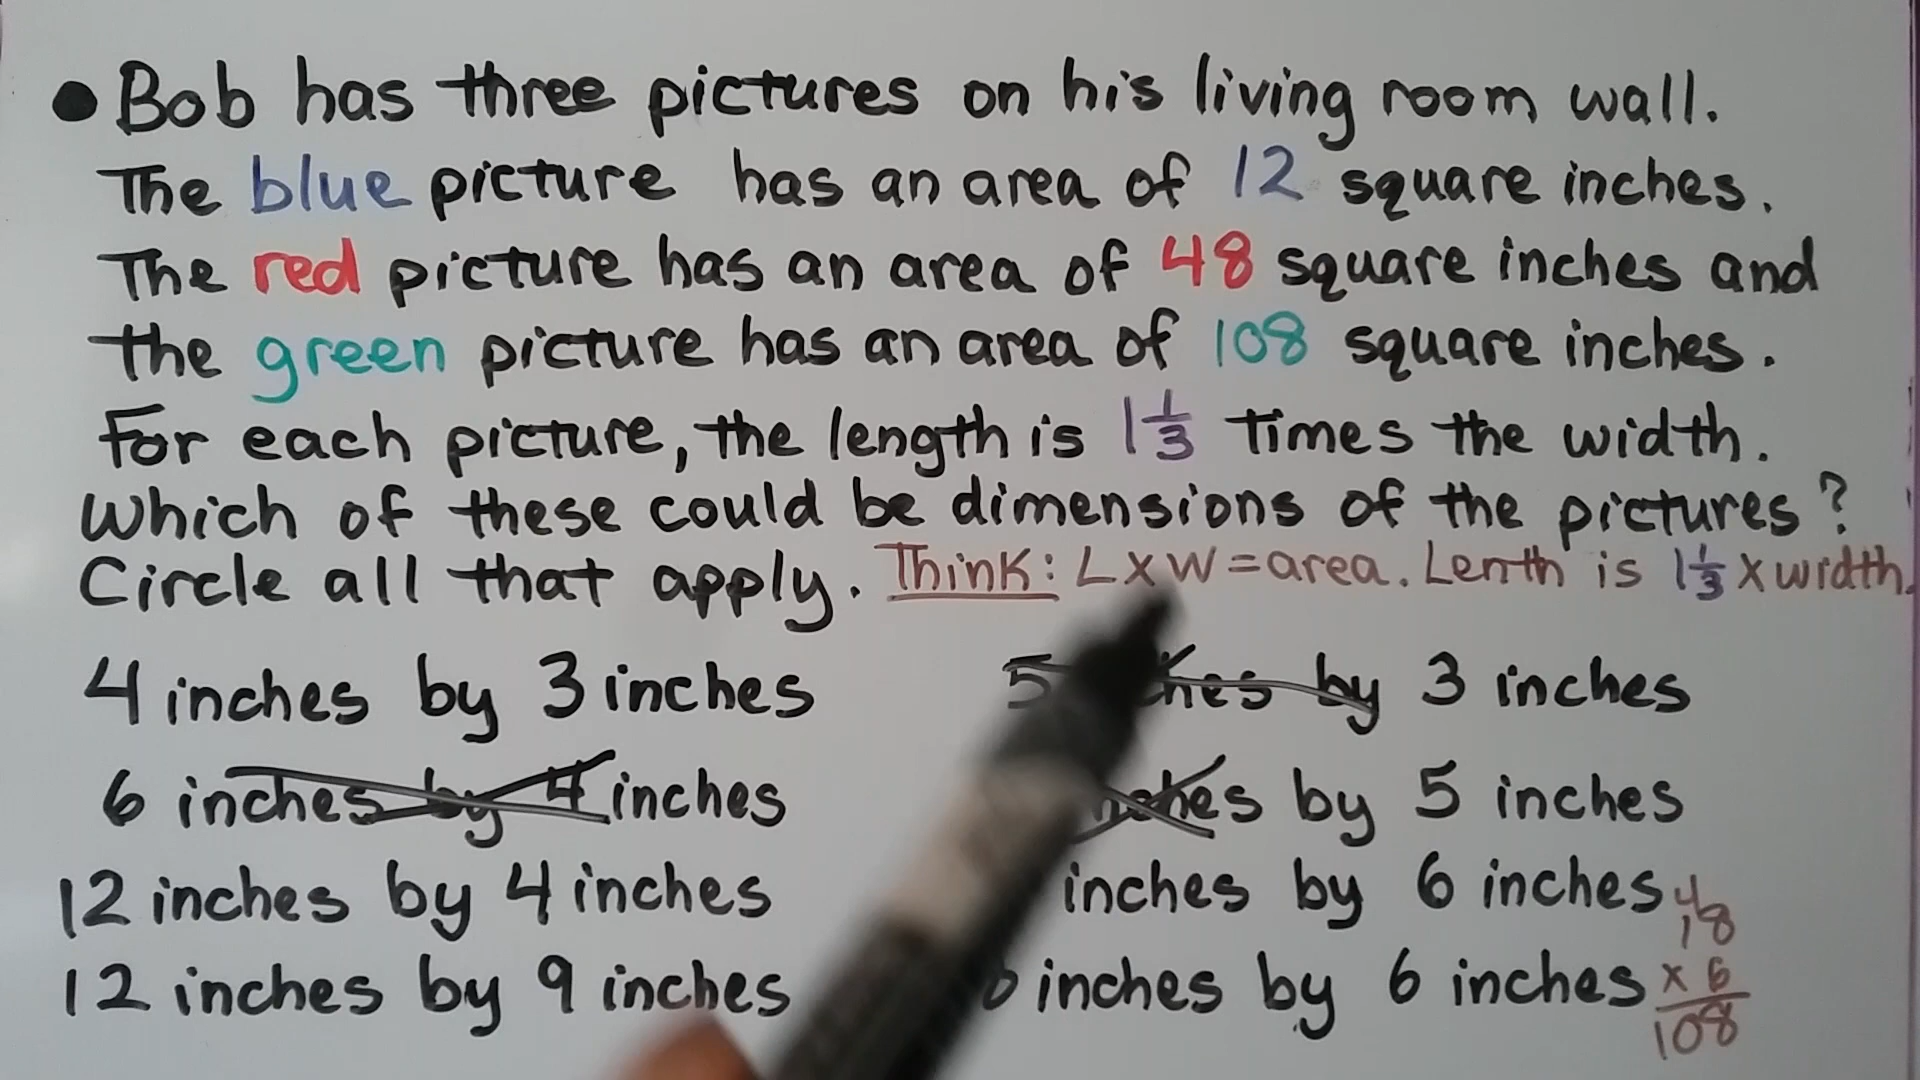 • Bob has three pictures on his living room wall.
The blue picture has an area of 12 square inches.
The red picture has an area of 48 square inches and
the green picture has an area of 108 square inches.
For each picture, the length is 1 1/3 times the width.
Which of these could be dimensions of the pictures?
Circle all that apply. Think: L x W = area. Lenth is 1 1/3 x width.
4 inches by 3 inches
5 by 3 inches
6 inches by 4 inches
by 5 inches
12 inches by 4 inches
inches by 6 inches
12 inches by 9 inches
inches by 6 inches
4
18
x 6
108